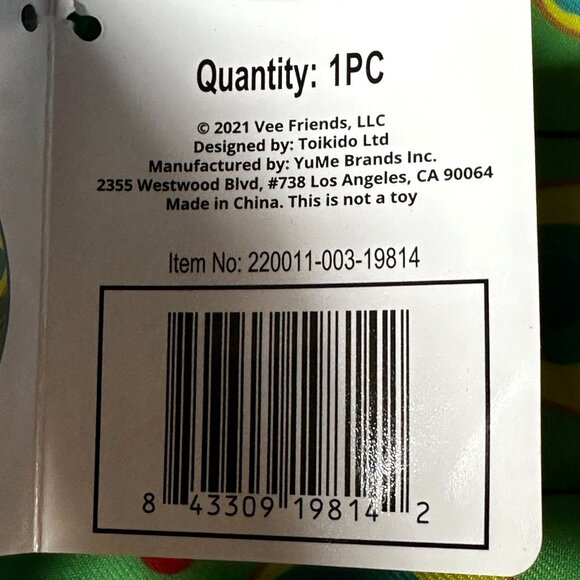 Quantity: 1PC
© 2021 Vee Friends, LLC
Designed by: Toikido Ltd
Manufactured by: YuMe Brands Inc.
2355 Westwood Blvd, #738 Los Angeles, CA 90064
Made in China. This is not a toy
Item No: 220011-003-19814
8 43309 19814 2